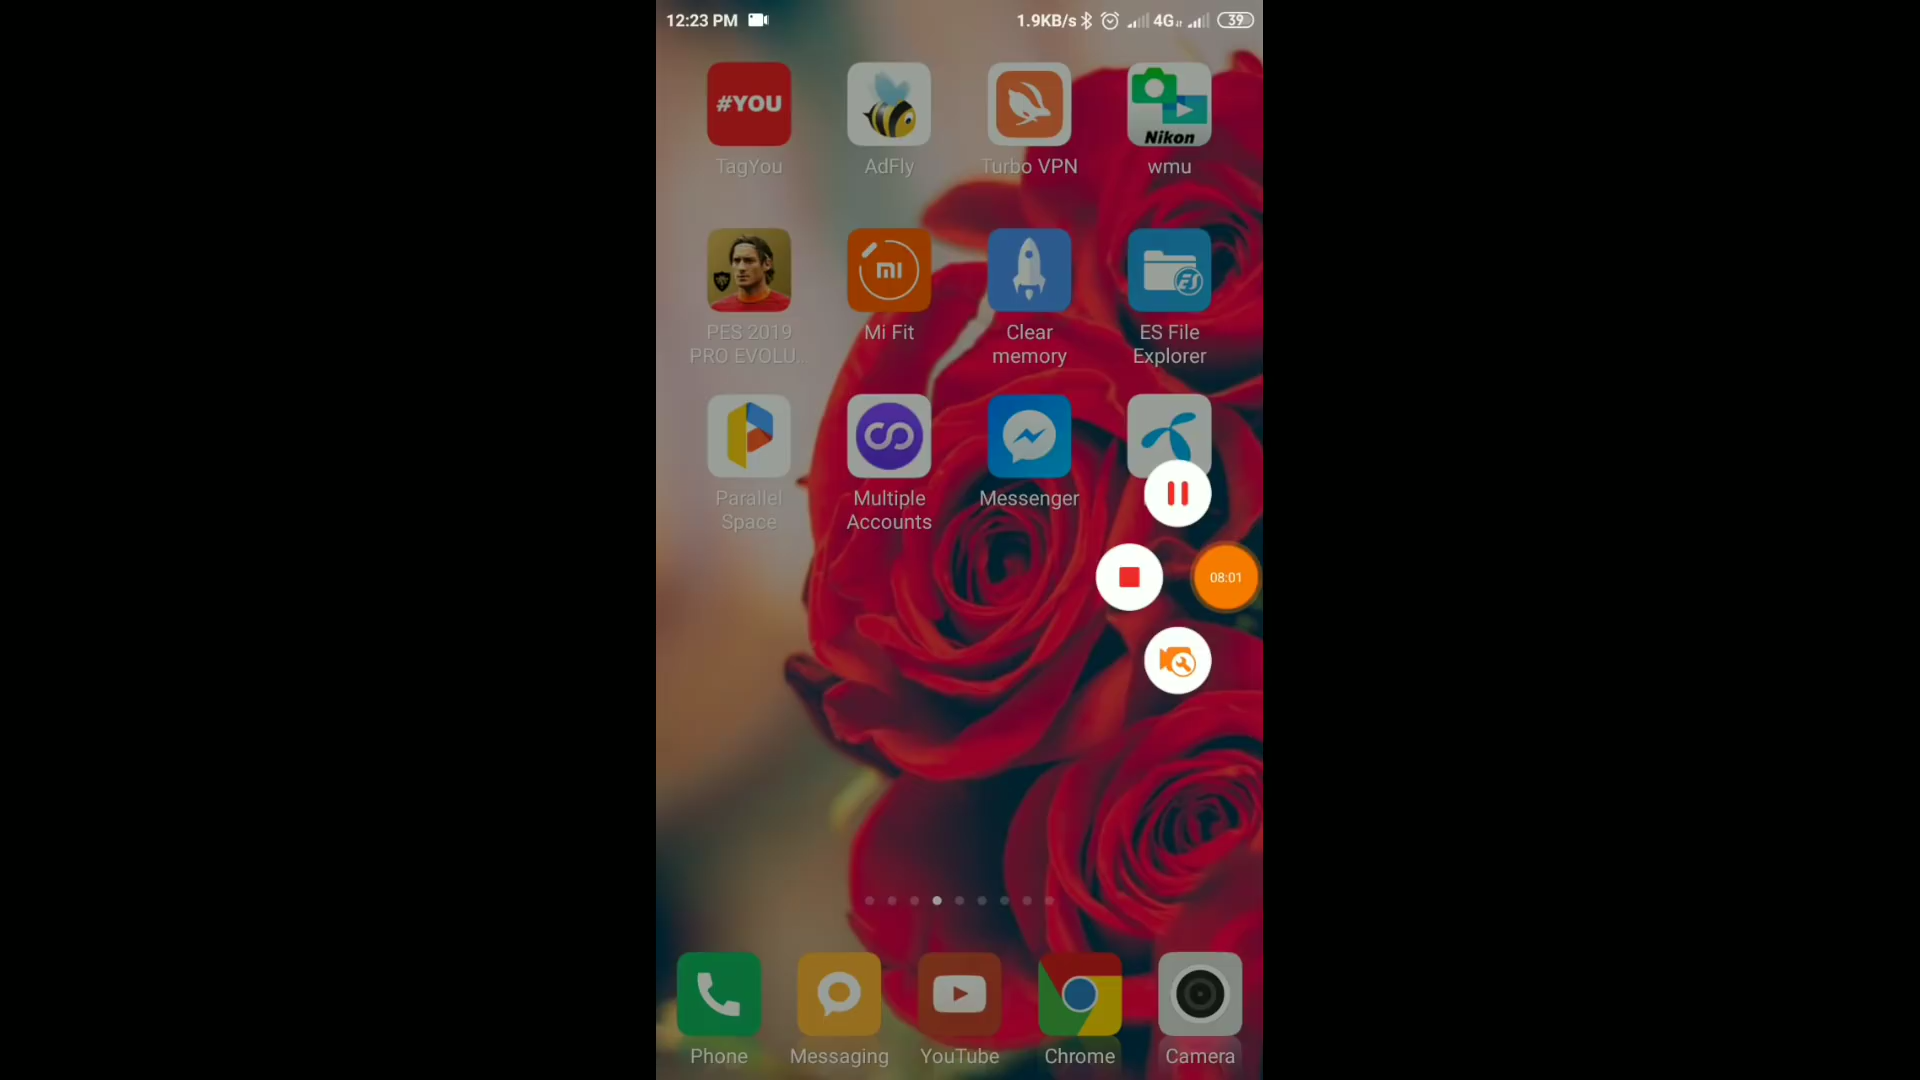 12:23 PM 1.9KB/s 4G 39
#YOU
Nikon
TagYou AdFly Turbo VPN wmu
mi
ES
PES 2019 Mi Fit Clear ES File
PRO EVOLU... memory Explorer
Parallel Multiple Messenger
Space Accounts
08:01
Phone Messaging YouTube Chrome Camera